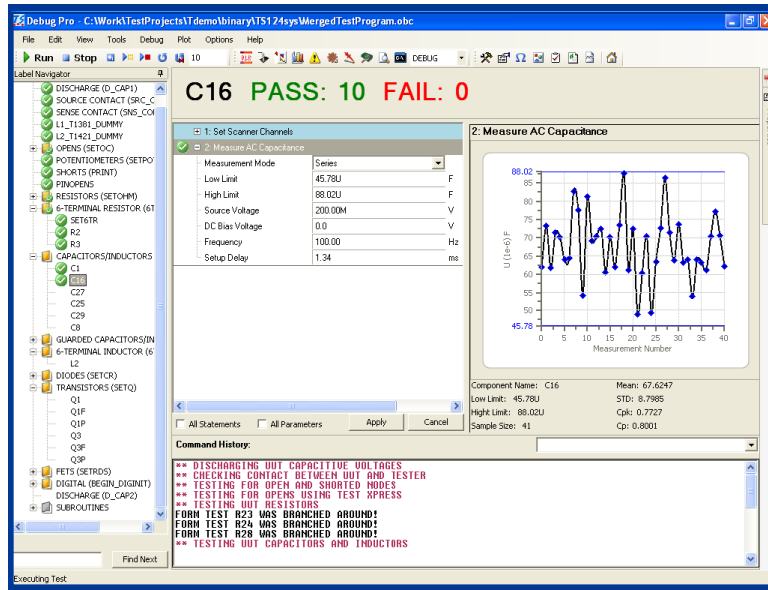 Debug Pro - C:\Work\TestProjects\Tdemo\binary\TS124sys\MergedTestProgram.obc
File Edit View Tools Debug Plot Options Help
Run Stop 10 DEBUG
Label Navigator
DISCHARGE (D_CAP1)
SOURCE CONTACT (SRC_C
SENSE CONTACT (SNS_CO
L1_T1381_DUMMY
L2_T1421_DUMMY
OPENS (SETOC)
POTENTIOMETERS (SETPO
SHORTS (PRINT)
PINOPENS
RESISTORS (SETOHM)
6-TERMINAL RESISTOR (6T
SET6TR
R2
R3
CAPACITORS/INDUCTORS
C1
C16
C27
C25
C29
C8
GUARDED CAPACITORS/IN
6-TERMINAL INDUCTOR (6
L2
DIODES (SETCR)
TRANSISTORS (SETQ)
Q1
Q1F
Q1P
Q3
Q3F
Q3P
FETS (SETRDS)
DIGITAL (BEGIN_DIGINIT)
DISCHARGE (D_CAP2)
SUBROUTINES
Find Next
C16 PASS: 10 FAIL: 0
1: Set Scanner Channels
2: Measure AC Capacitance
Measurement Mode Series
Low Limit 45.78U F
High Limit 88.02U F
Source Voltage 200.00M V
DC Bias Voltage 0.0 V
Frequency 100.00 Hz
Setup Delay 1.34 ms
All Statements All Parameters Apply Cancel
2: Measure AC Capacitance
88.02
85
80
75
70
65
60
55
50
45.78
U (1e-6) F
0 5 10 15 20 25 30 35 40
Measurement Number
Component Name: C16 Mean: 67.6247
Low Limit: 45.78U STD: 8.7985
Hight Limit: 88.02U Cpk: 0.7727
Sample Size: 41 Cp: 0.8001
Command History:
** DISCHARGING UUT CAPACITIVE VOLTAGES
** CHECKING CONTACT BETWEEN UUT AND TESTER
** TESTING FOR OPEN AND SHORTED NODES
** TESTING FOR OPENS USING TEST XPRESS
** TESTING UUT RESISTORS
FORM TEST R23 WAS BRANCHED AROUND!
FORM TEST R24 WAS BRANCHED AROUND!
FORM TEST R28 WAS BRANCHED AROUND!
** TESTING UUT CAPACITORS AND INDUCTORS
Executing Test